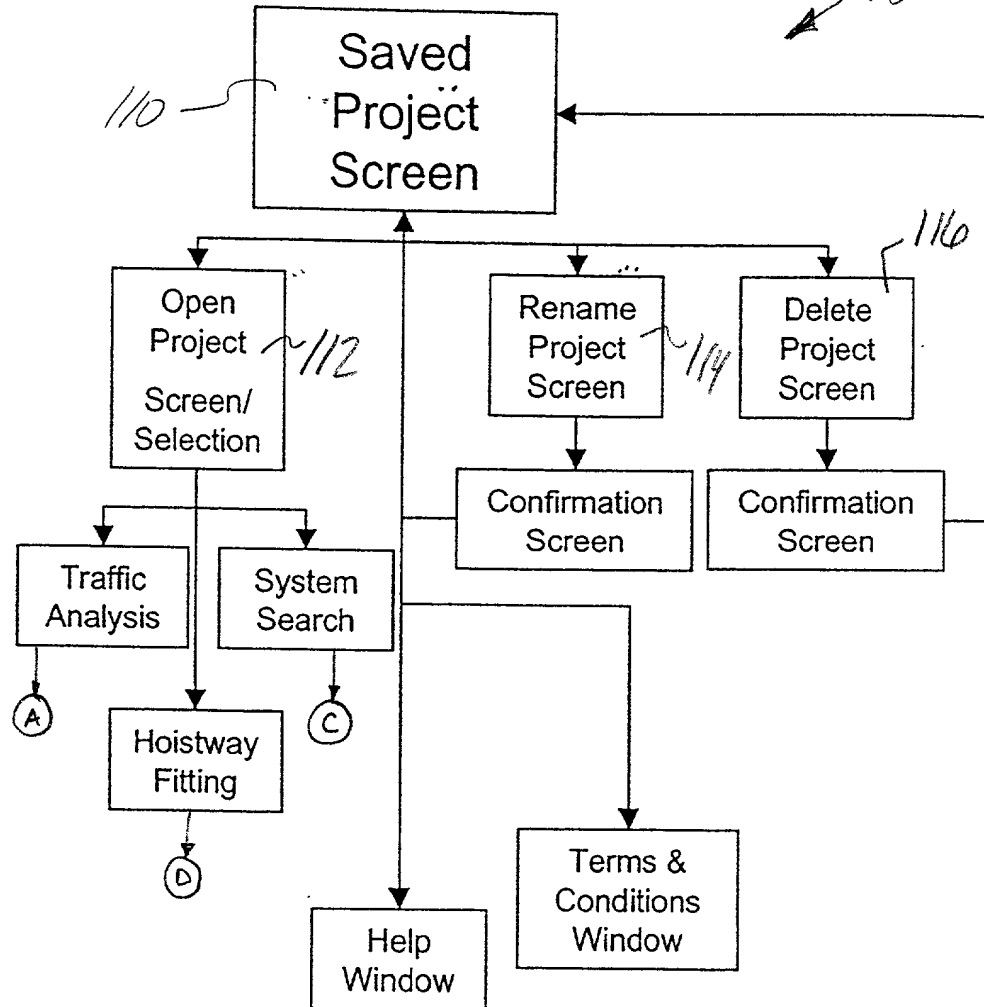 Saved
Project
Screen
110
116
Open
Project
Screen/
Selection
112
Rename
Project
Screen
114
Delete
Project
Screen
Confirmation
Screen
Confirmation
Screen
Traffic
Analysis
System
Search
A
C
Hoistway
Fitting
D
Terms &
Conditions
Window
Help
Window